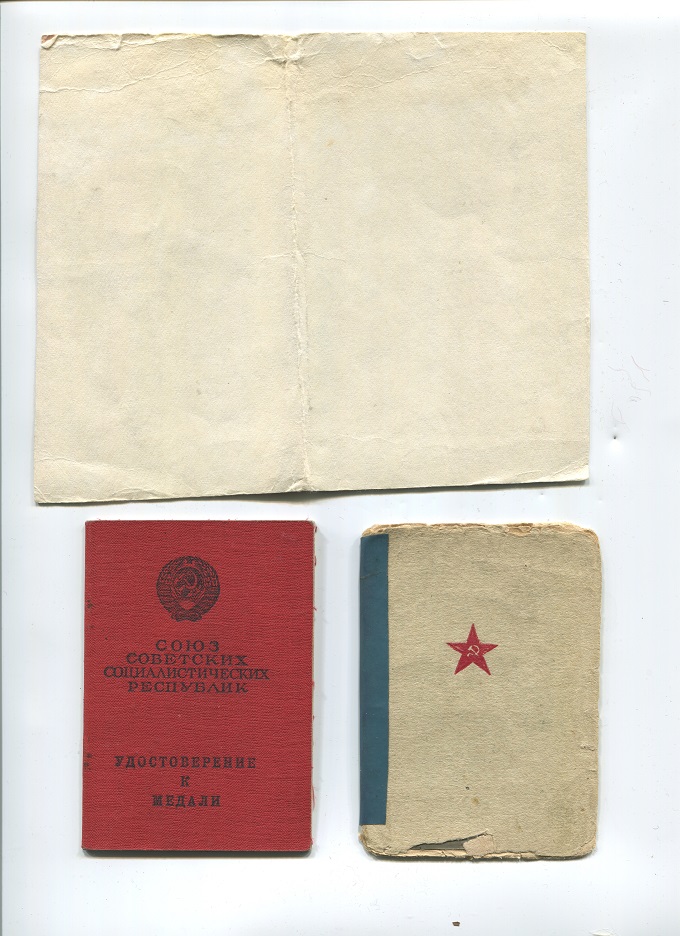 СОЮЗ
СОВЕТСКИХ
СОЦИАЛИСТИЧЕСКИХ
РЕСПУБЛИК
УДОСТОВЕРЕНИЕ
К
МЕДАЛИ